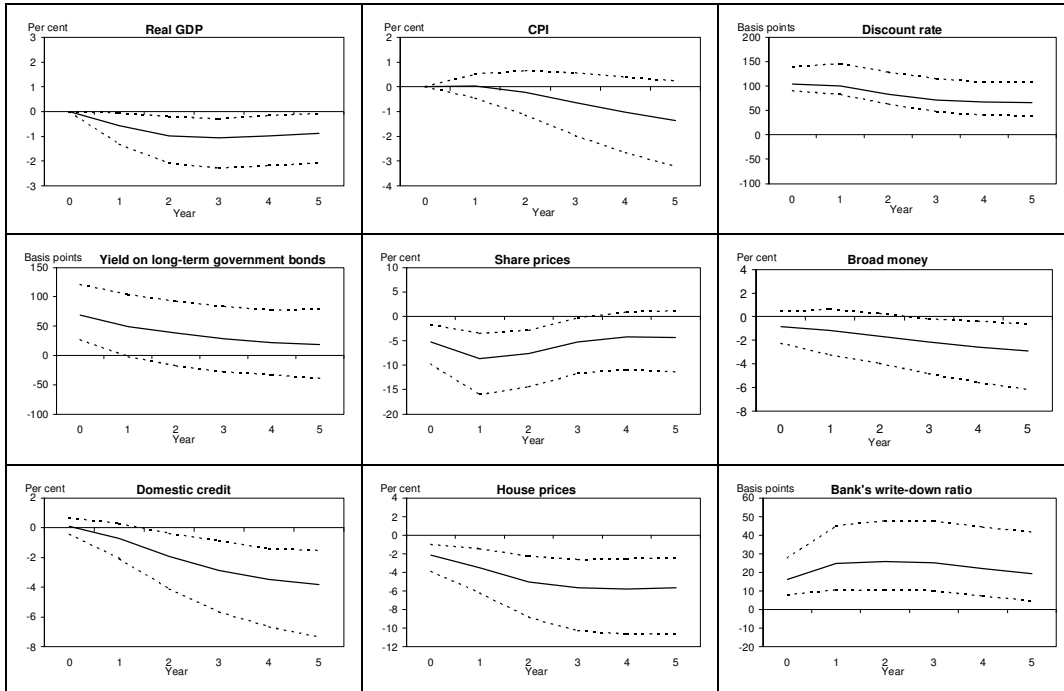 Per cent
Real GDP
3
2
1
0
-1
-2
-3
0 1 2 3 4 5
Year
Per cent
CPI
2
1
0
-1
-2
-3
-4
0 1 2 3 4 5
Year
Basis points
Discount rate
200
150
100
50
0
-50
-100
0 1 2 3 4 5
Year
Basis points
Yield on long-term government bonds
150
100
50
0
-50
-100
0 1 2 3 4 5
Year
Per cent
Share prices
10
5
0
-5
-10
-15
-20
0 1 2 3 4 5
Year
Per cent
Broad money
4
2
0
-2
-4
-6
-8
0 1 2 3 4 5
Year
Per cent
Domestic credit
2
0
-2
-4
-6
-8
0 1 2 3 4 5
Year
Per cent
House prices
4
2
0
-2
-4
-6
-8
-10
-12
0 1 2 3 4 5
Year
Basis points
Bank's write-down ratio
60
50
40
30
20
10
0
10
20
0 1 2 3 4 5
Year